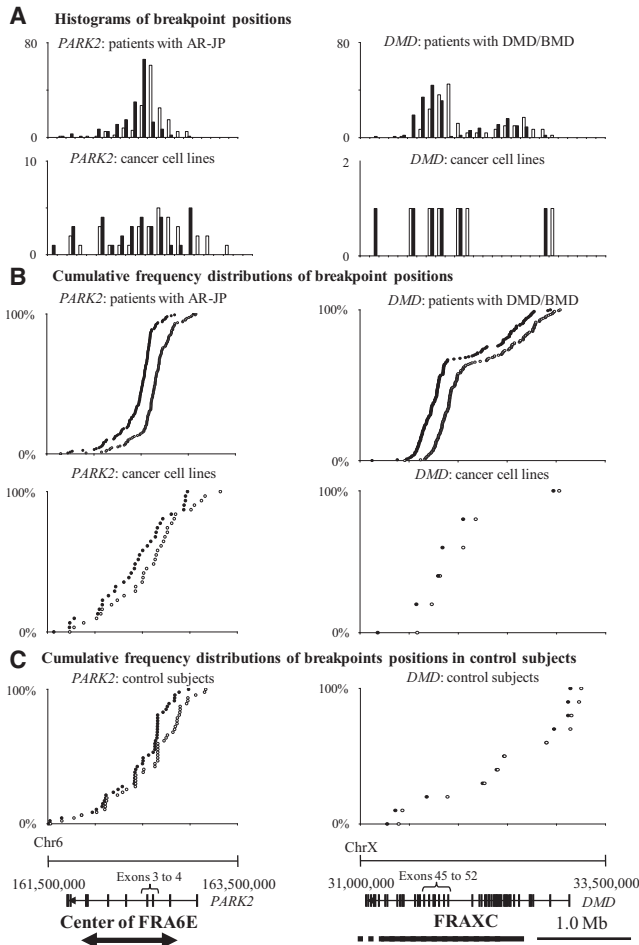 A Histograms of breakpoint positions
PARK2: patients with AR-JP
DMD: patients with DMD/BMD
80
0
80
0
PARK2: cancer cell lines
DMD: cancer cell lines
10
0
2
1
0
B Cumulative frequency distributions of breakpoint positions
PARK2: patients with AR-JP
DMD: patients with DMD/BMD
100%
0%
100%
0%
PARK2: cancer cell lines
DMD: cancer cell lines
100%
0%
100%
0%
C Cumulative frequency distributions of breakpoints positions in control subjects
PARK2: control subjects
DMD: control subjects
100%
0%
100%
0%
Chr6
ChrX
161,500,000
163,500,000
31,000,000
33,500,000
Exons 3 to 4
PARK2
Exons 45 to 52
DMD
Center of FRA6E
FRAXC
1.0 Mb